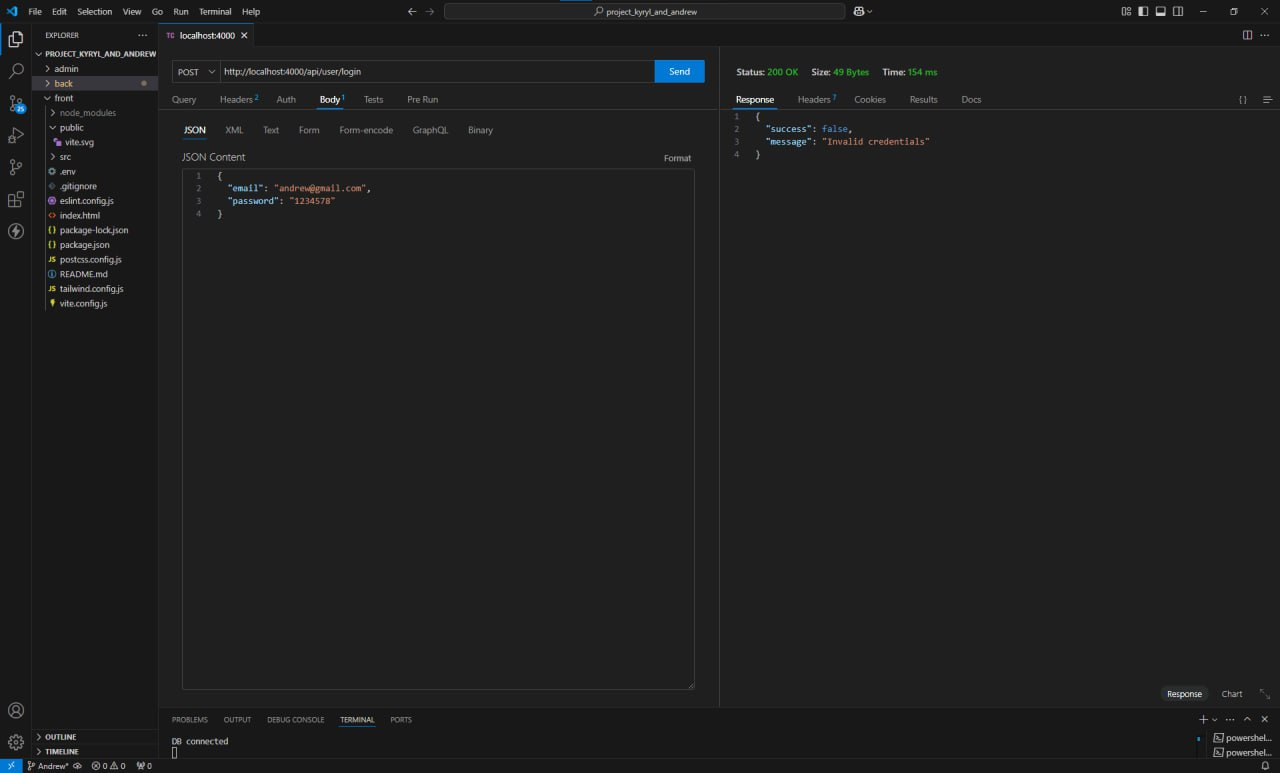 File Edit Selection View Go Run Terminal Help
project_kyryl_and_andrew
EXPLORER
PROJECT_KYRYL_AND_ANDREW
admin
back
front
node_modules
public
vite.svg
src
.env
.gitignore
eslint.config.js
index.html
package-lock.json
package.json
postcss.config.js
README.md
tailwind.config.js
vite.config.js
OUTLINE
TIMELINE
TC localhost:4000
POST http://localhost:4000/api/user/login Send
Query Headers 2 Auth Body 1 Tests Pre Run
JSON XML Text Form Form-encode GraphQL Binary
JSON Content Format
1 {
2 "email": "andrew@gmail.com",
3 "password": "1234578"
4 }
Status: 200 OK Size: 49 Bytes Time: 154 ms
Response Headers 7 Cookies Results Docs
{ }
1 {
2 "success": false,
3 "message": "Invalid credentials"
4 }
Response Chart
PROBLEMS OUTPUT DEBUG CONSOLE TERMINAL PORTS
DB connected
powershel...
powershel...
25
Andrew* 0 0 0